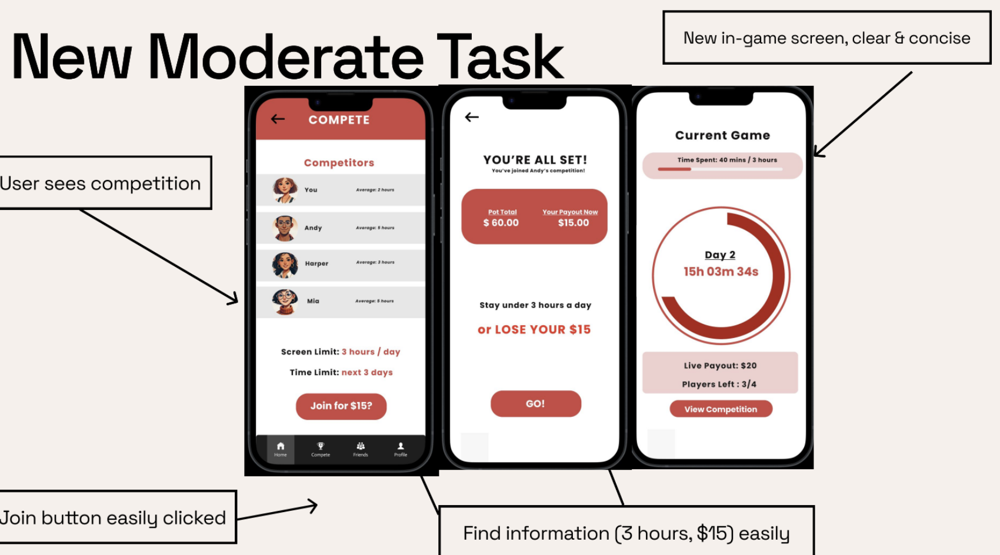 New Moderate Task
New in-game screen, clear & concise
User sees competition
Join button easily clicked
Find information (3 hours, $15) easily
COMPETE
Competitors
You Average: 2 hours
Andy Average: 5 hours
Harper Average: 3 hours
Mia Average: 5 hours
Screen Limit: 3 hours / day
Time Limit: next 3 days
Join for $15?
Home Compete Friends Profile
YOU'RE ALL SET!
You've joined Andy's competition!
Pot Total Your Payout Now
$ 60.00 $15.00
Stay under 3 hours a day
or LOSE YOUR $15
GO!
Current Game
Time Spent: 40 mins / 3 hours
Day 2
15h 03m 34s
Live Payout: $20
Players Left : 3/4
View Competition